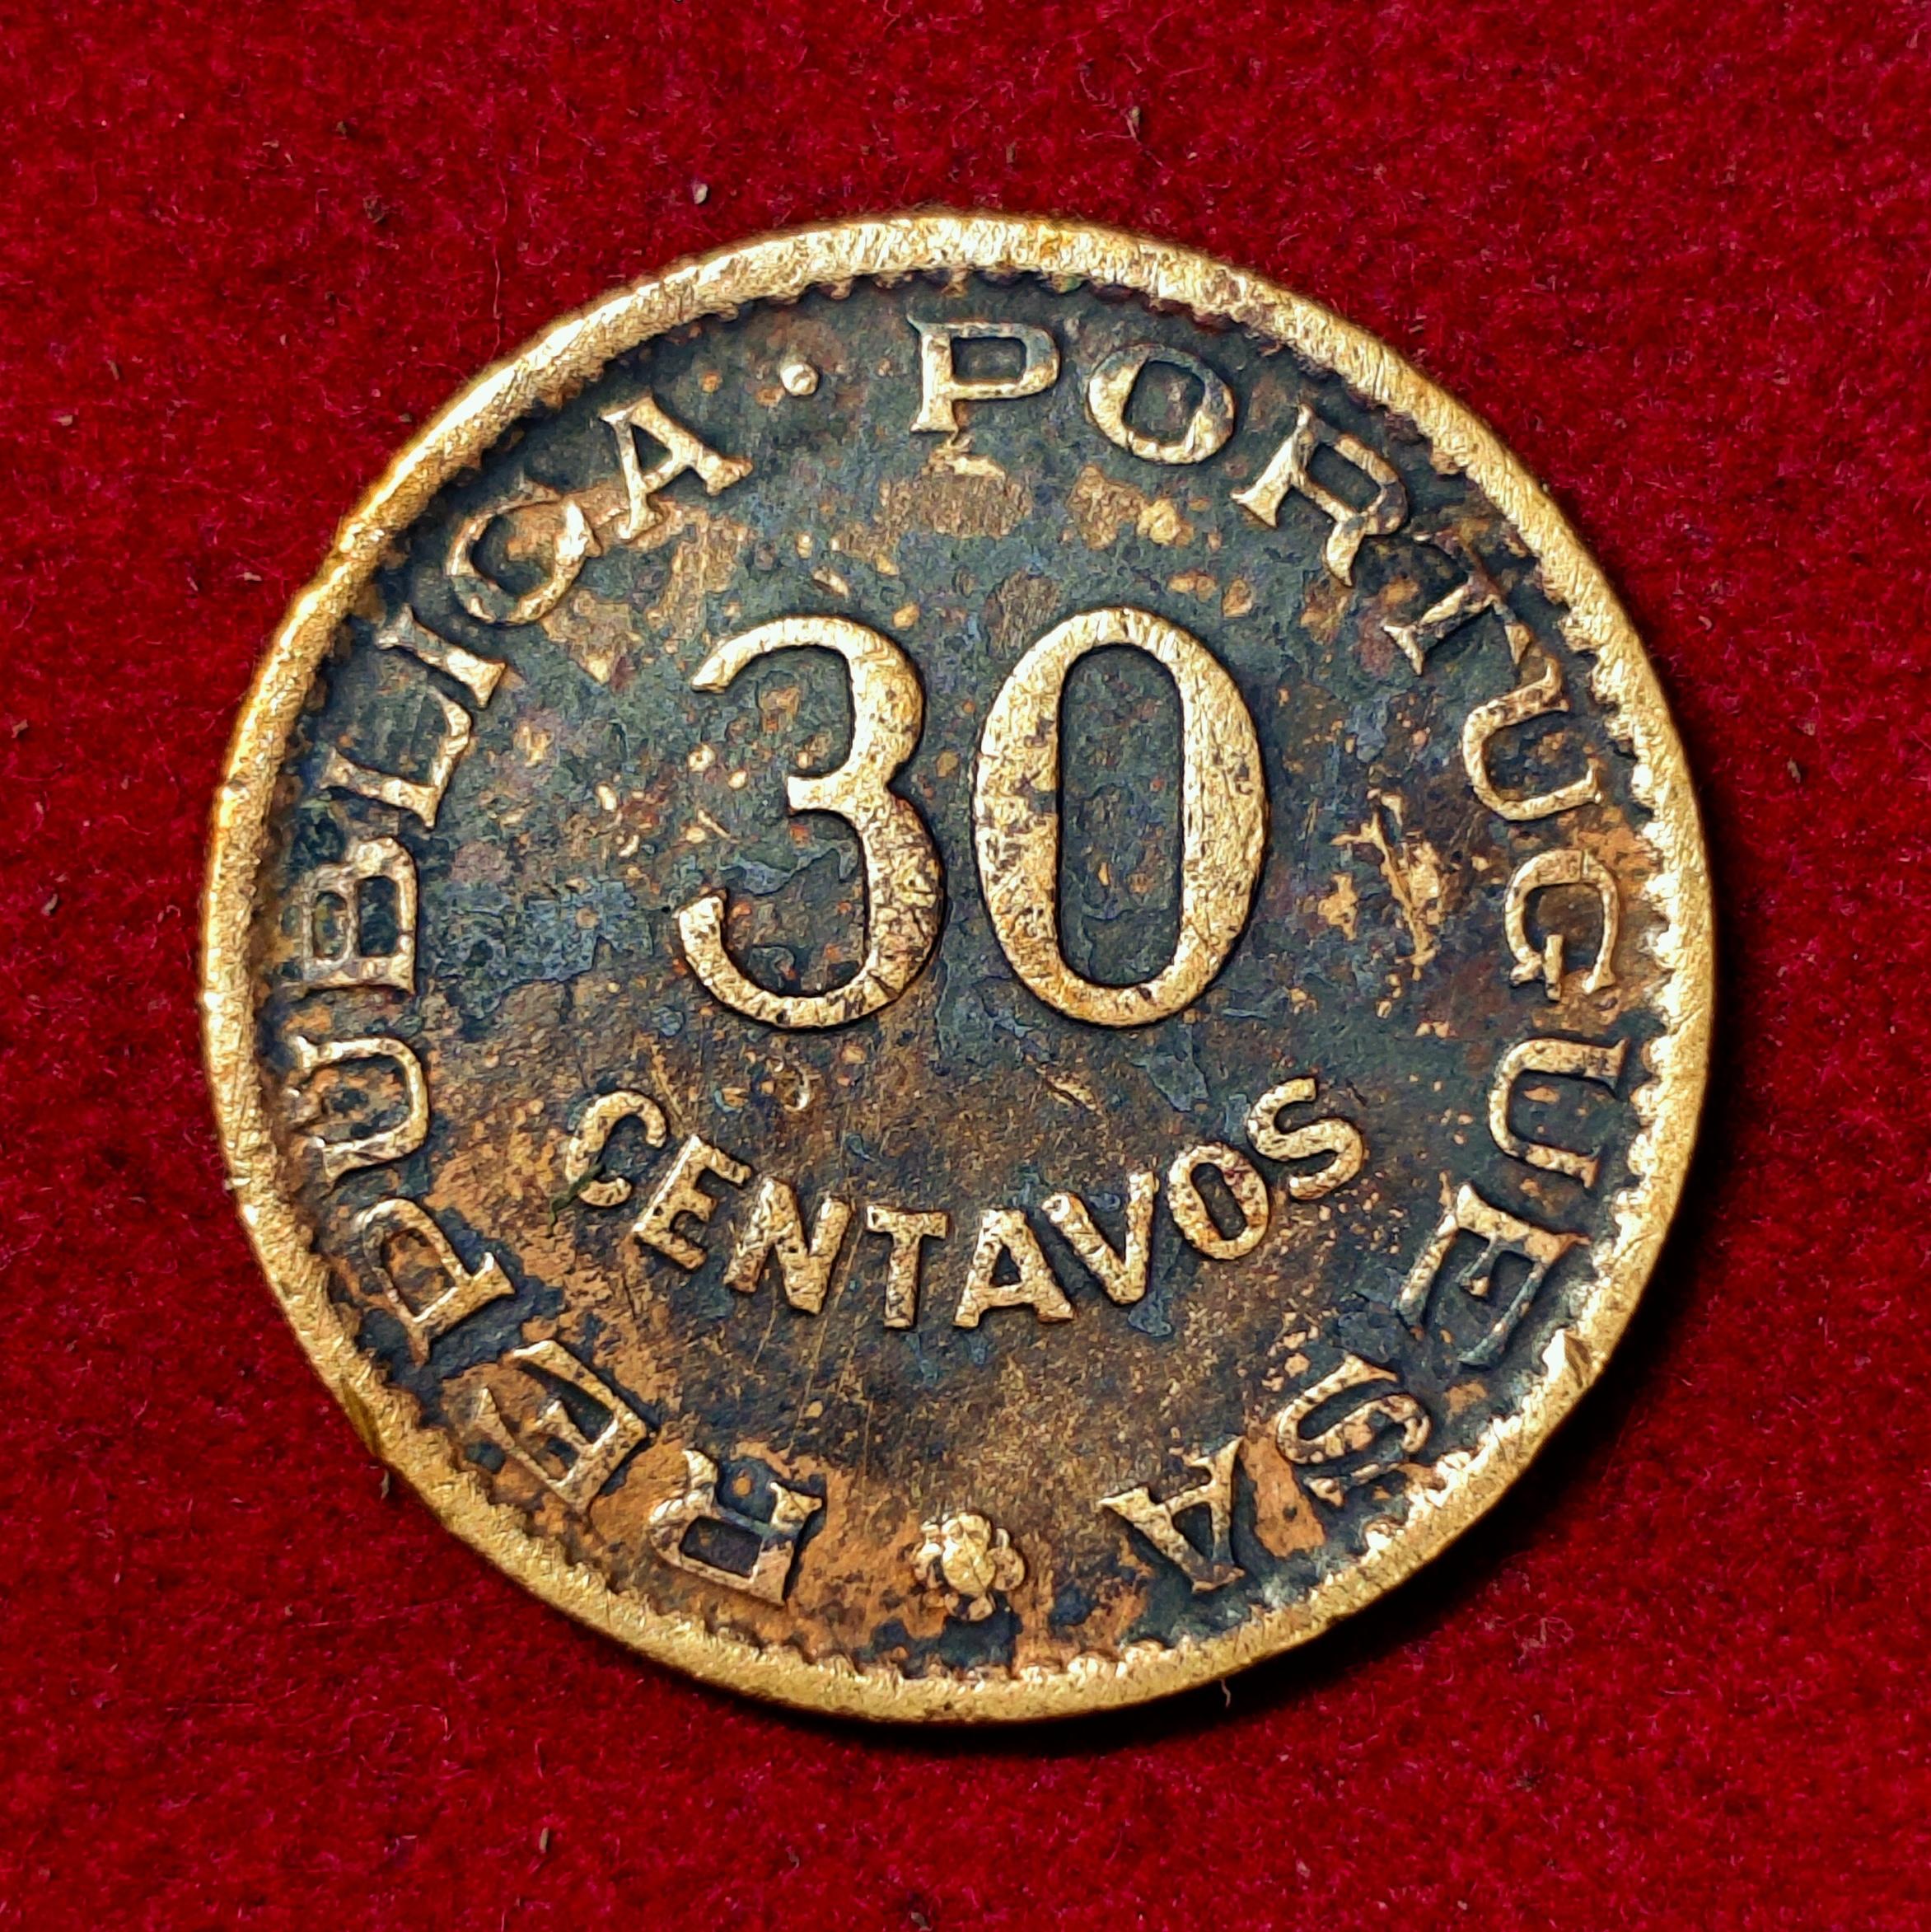 REPUBLICA · PORTUGUESA
30
CENTAVOS